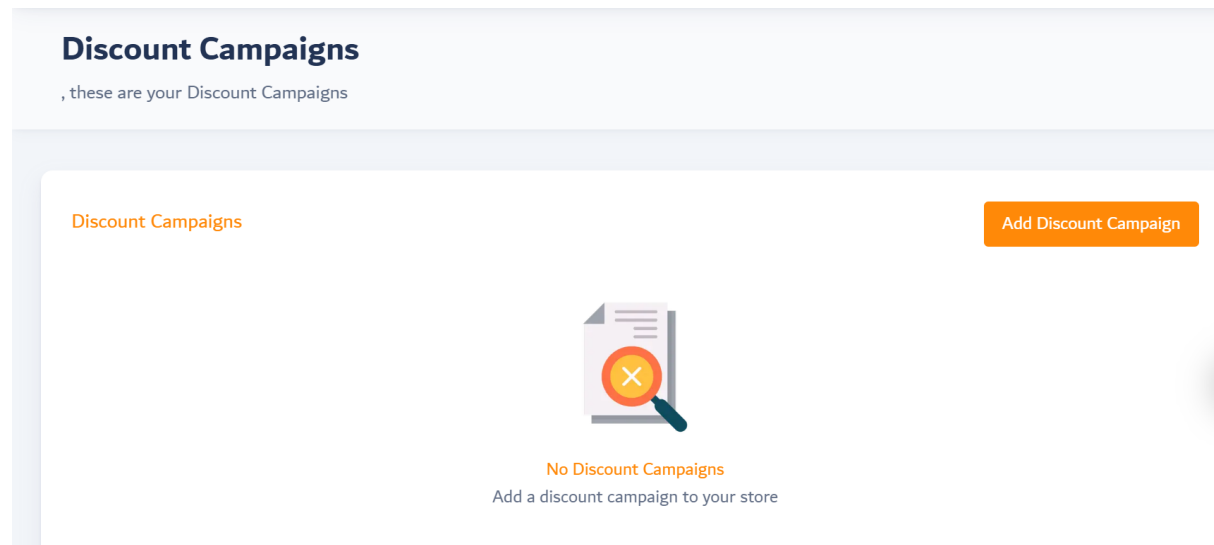 Discount Campaigns
, these are your Discount Campaigns
Discount Campaigns
Add Discount Campaign
No Discount Campaigns
Add a discount campaign to your store